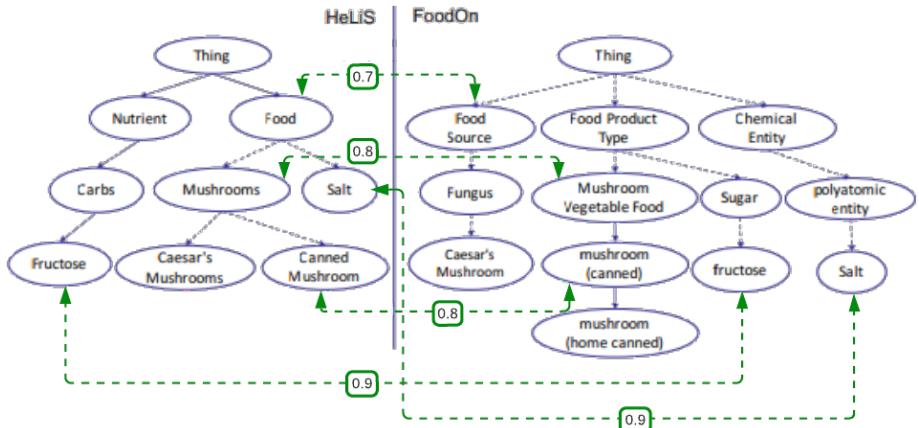 HeLiS
FoodOn
Thing
Thing
0.7
Nutrient
Food
Food
Source
Food Product
Type
Chemical
Entity
0.8
Carbs
Mushrooms
Salt
Fungus
Mushroom
Vegetable Food
Sugar
polyatomic
entity
Fructose
Caesar's
Mushrooms
Canned
Mushroom
Caesar's
Mushroom
mushroom
(canned)
fructose
Salt
0.8
mushroom
(home canned)
0.9
0.9